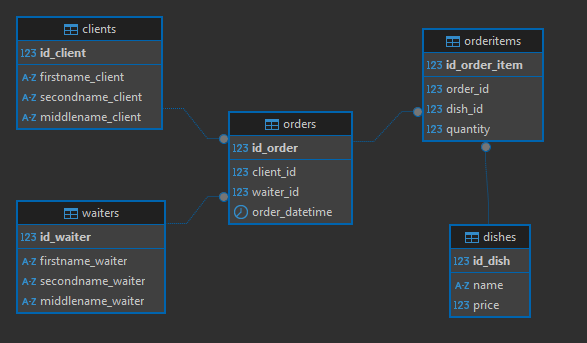 clients
123 id_client
A-Z firstname_client
A-Z secondname_client
A-Z middlename_client
waiters
123 id_waiter
A-Z firstname_waiter
A-Z secondname_waiter
A-Z middlename_waiter
orders
123 id_order
123 client_id
123 waiter_id
order_datetime
orderitems
123 id_order_item
123 order_id
123 dish_id
123 quantity
dishes
123 id_dish
A-Z name
123 price